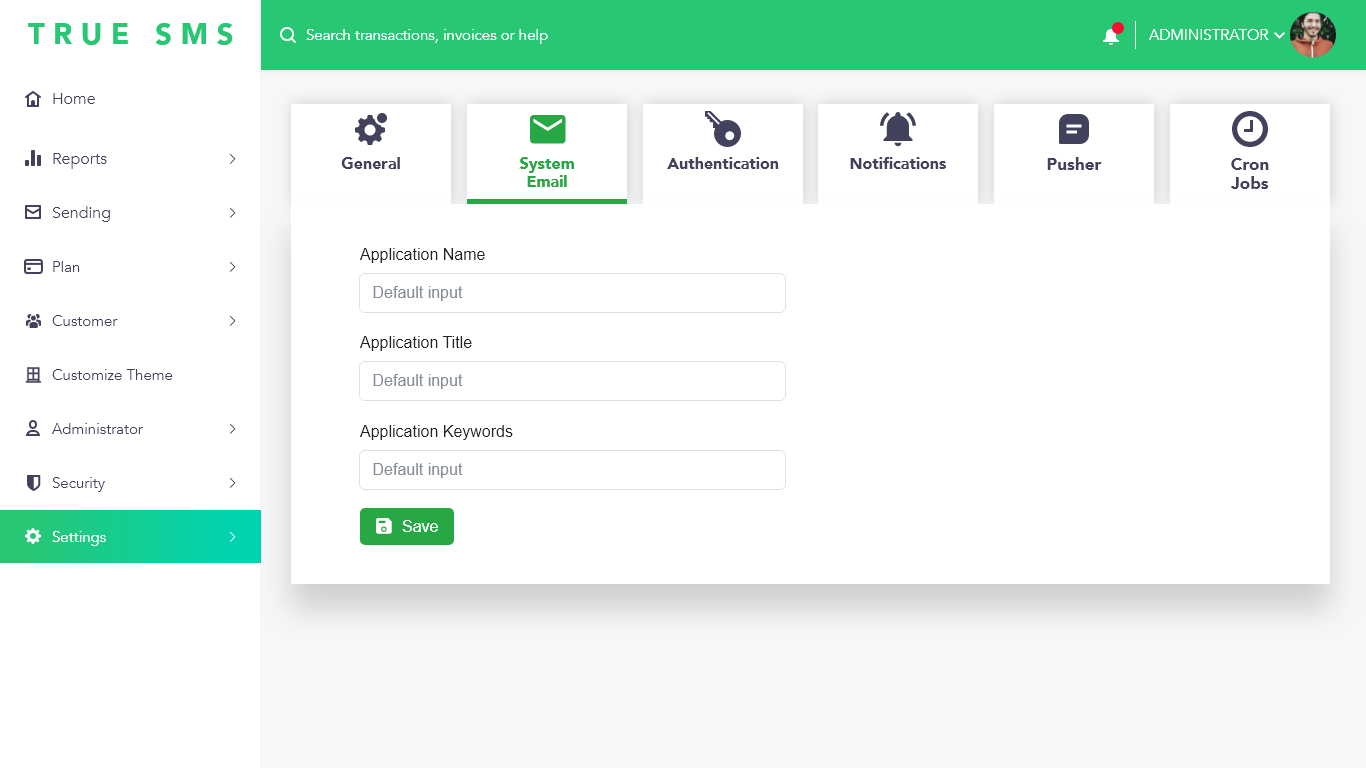 TRUE SMS
Search transactions, invoices or help
ADMINISTRATOR
Home
Reports
Sending
Plan
Customer
Customize Theme
Administrator
Security
Settings
General
System
Email
Authentication
Notifications
Pusher
Cron
Jobs
Application Name
Default input
Application Title
Default input
Application Keywords
Default input
Save